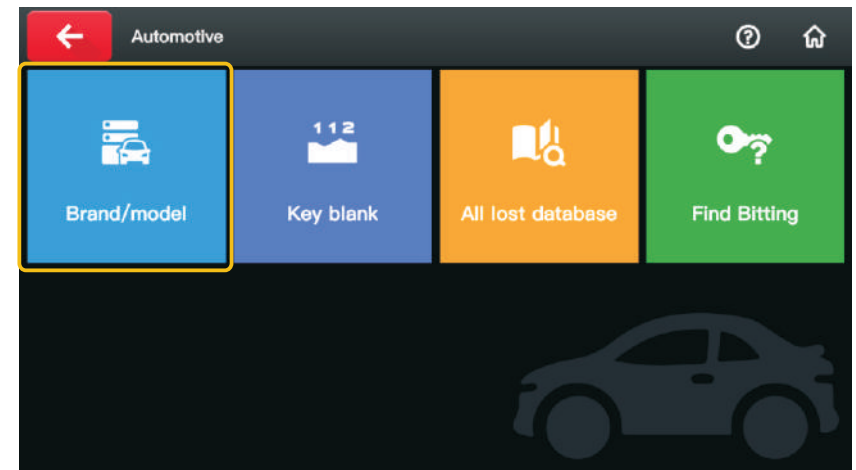 Automotive
112
Brand/model
Key blank
All lost database
Find Bitting